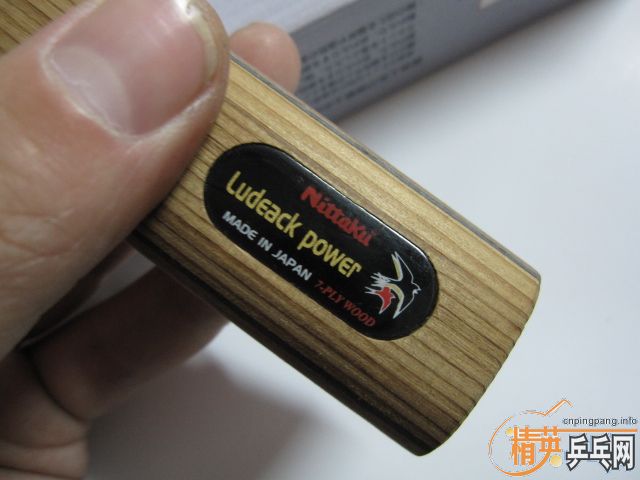 Nittaku
Ludeack power
MADE IN JAPAN
7-PLY WOOD
cnpingpang.info
精英乒乓网